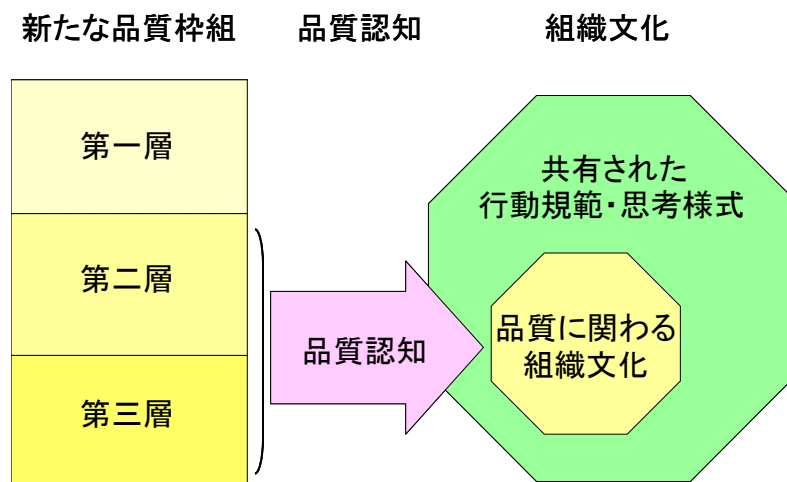 新たな品質枠組
品質認知
組織文化
第一層
第二層
第三層
品質認知
共有された
行動規範・思考様式
品質に関わる
組織文化